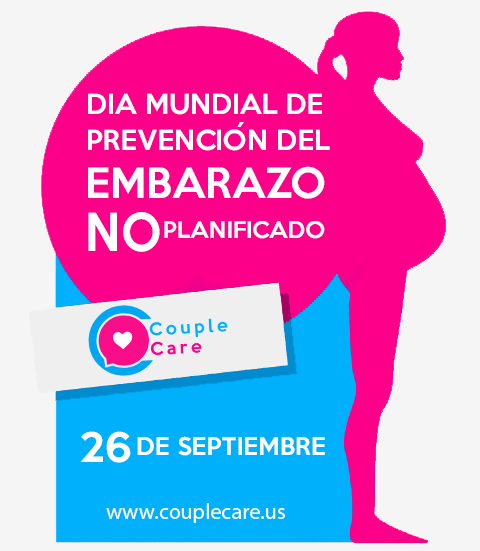 DIA MUNDIAL DE
PREVENCIÓN DEL
EMBARAZO
NO PLANIFICADO
Couple
Care
26 DE SEPTIEMBRE
www.couplecare.us